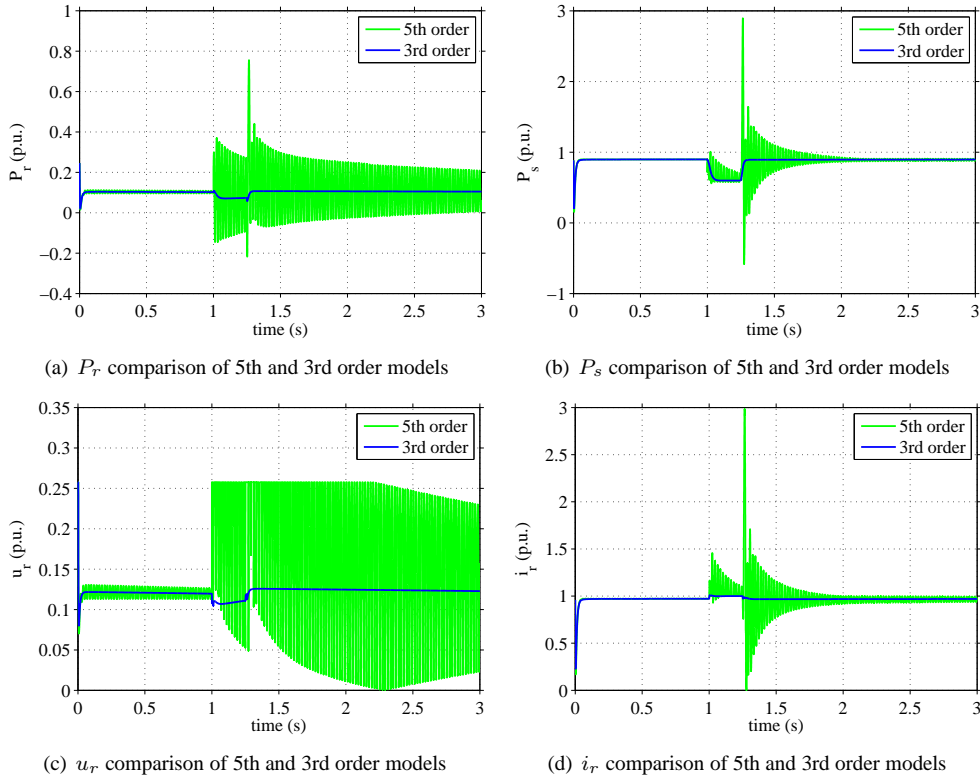 1
0.8
0.6
0.4
0.2
0
−0.2
−0.4
P_r (p.u.)
5th order
3rd order
0 0.5 1 1.5 2 2.5 3
time (s)
(a) P_r comparison of 5th and 3rd order models
3
2
1
0
−1
P_s (p.u.)
5th order
3rd order
0 0.5 1 1.5 2 2.5 3
time (s)
(b) P_s comparison of 5th and 3rd order models
0.35
0.3
0.25
0.2
0.15
0.1
0.05
0
u_r (p.u.)
5th order
3rd order
0 0.5 1 1.5 2 2.5 3
time (s)
(c) u_r comparison of 5th and 3rd order models
3
2.5
2
1.5
1
0.5
0
i_r (p.u.)
5th order
3rd order
0 0.5 1 1.5 2 2.5 3
time (s)
(d) i_r comparison of 5th and 3rd order models